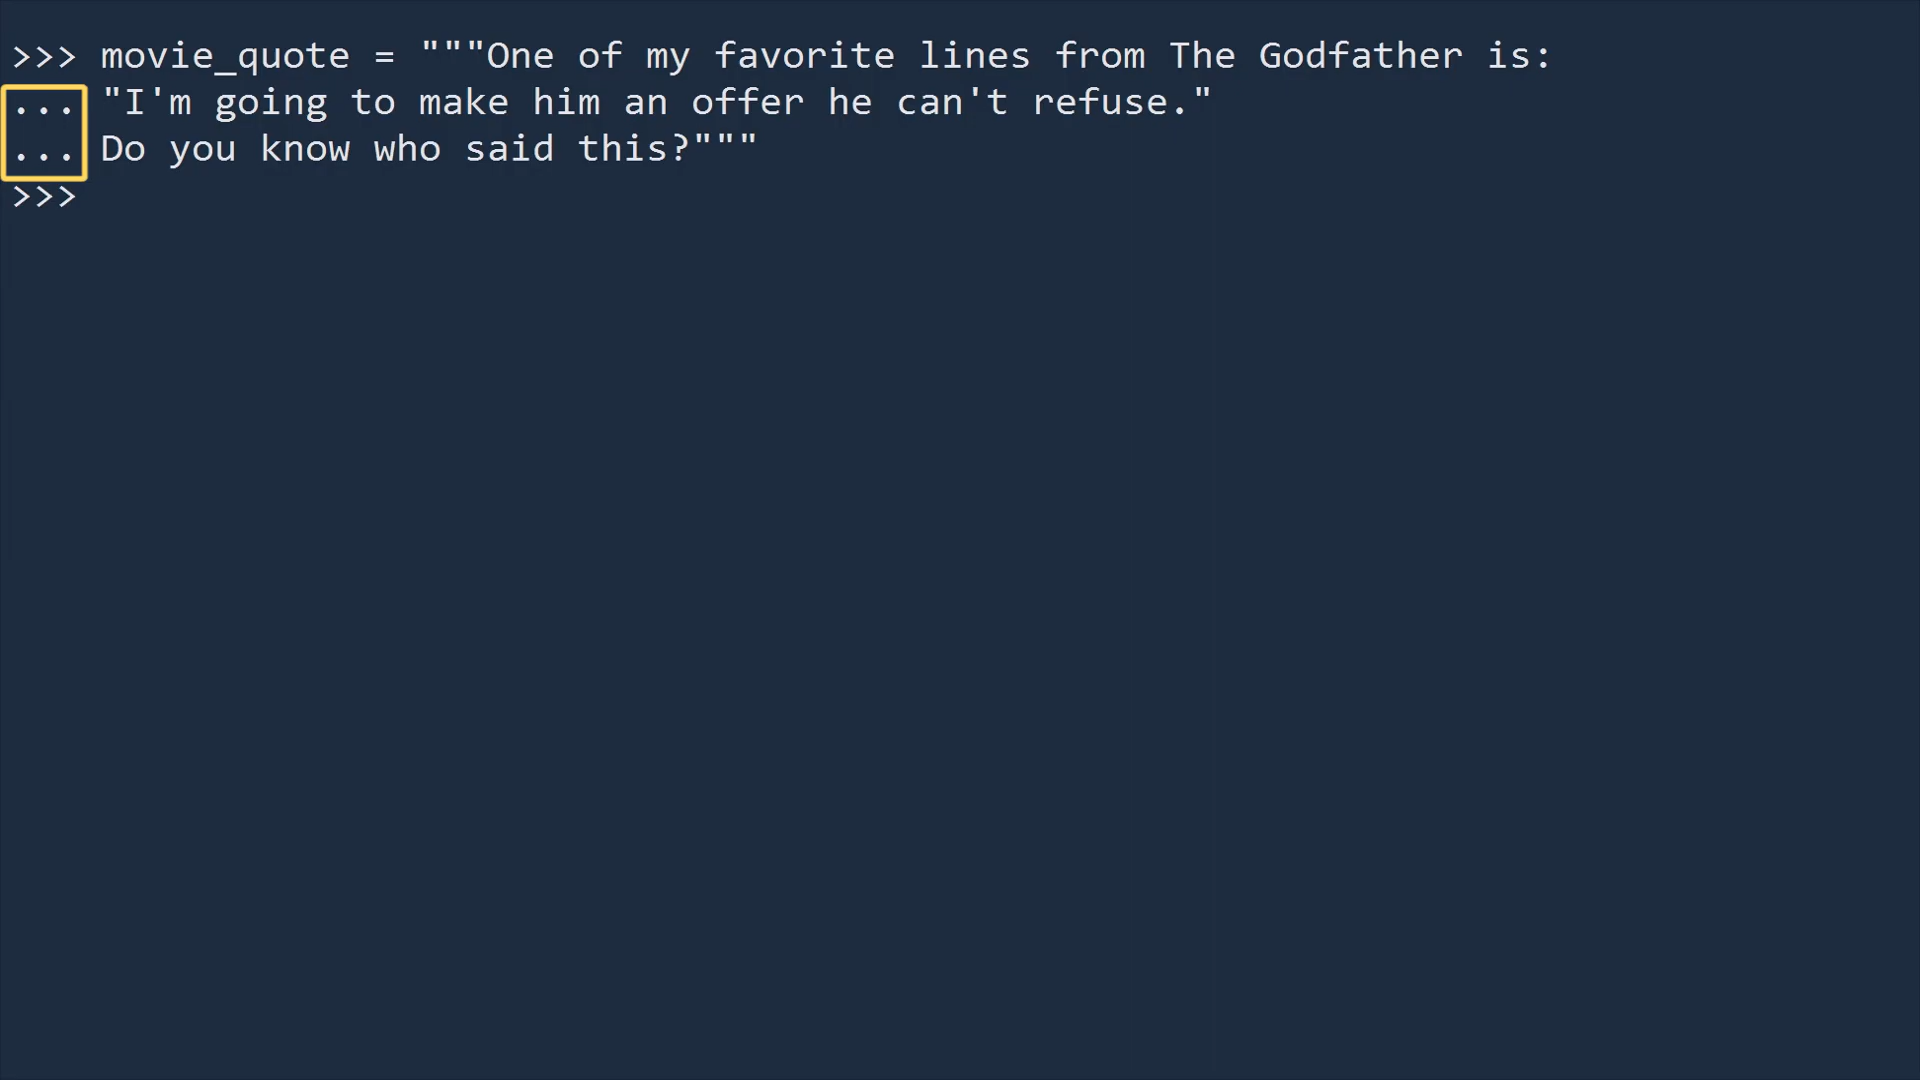 >>> movie_quote = """One of my favorite lines from The Godfather is:
... "I'm going to make him an offer he can't refuse."
... Do you know who said this?"""
>>>